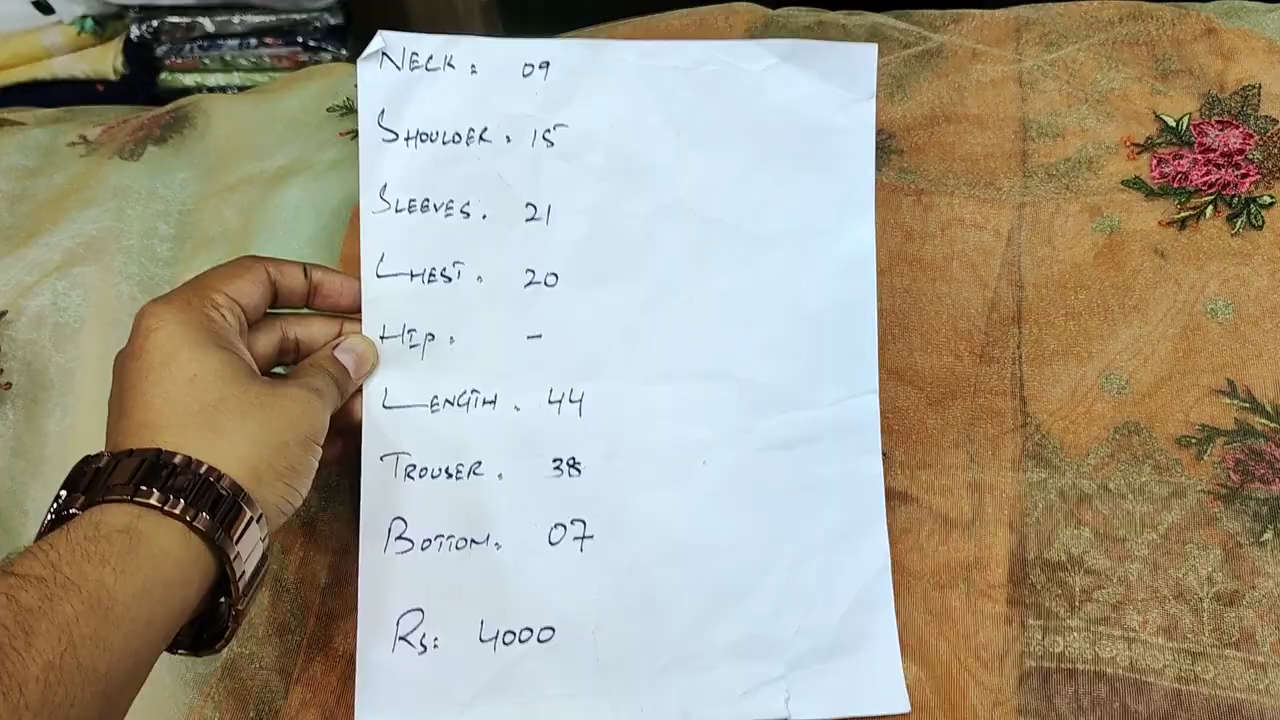 NECK: 09
SHOULDER: 15
SLEEVES: 21
CHEST: 20
HIP: -
LENGTH: 44
TROUSER: 38
BOTTOM: 07
Rs: 4000